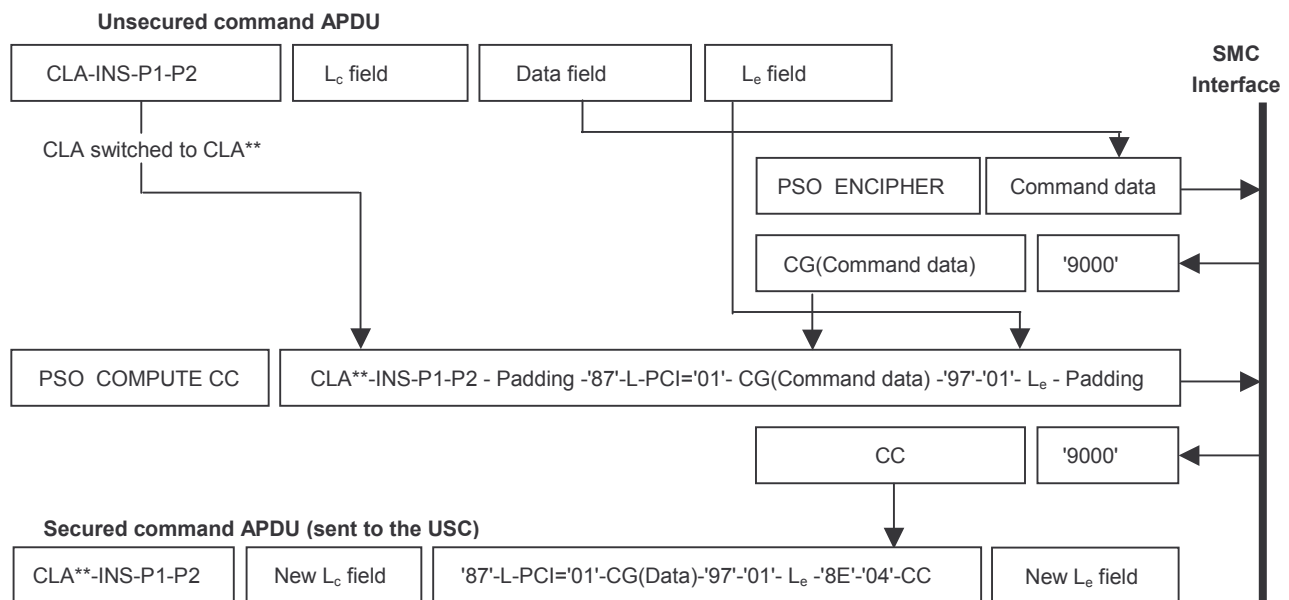 Unsecured command APDU
SMC
Interface
CLA-INS-P1-P2
Lc field
Data field
Le field
CLA switched to CLA**
PSO ENCIPHER
Command data
CG(Command data)
'9000'
PSO COMPUTE CC
CLA**-INS-P1-P2 - Padding -'87'-L-PCI='01'- CG(Command data) -'97'-'01'- Le - Padding
CC
'9000'
Secured command APDU (sent to the USC)
CLA**-INS-P1-P2
New Lc field
'87'-L-PCI='01'-CG(Data)-'97'-'01'- Le -'8E'-'04'-CC
New Le field